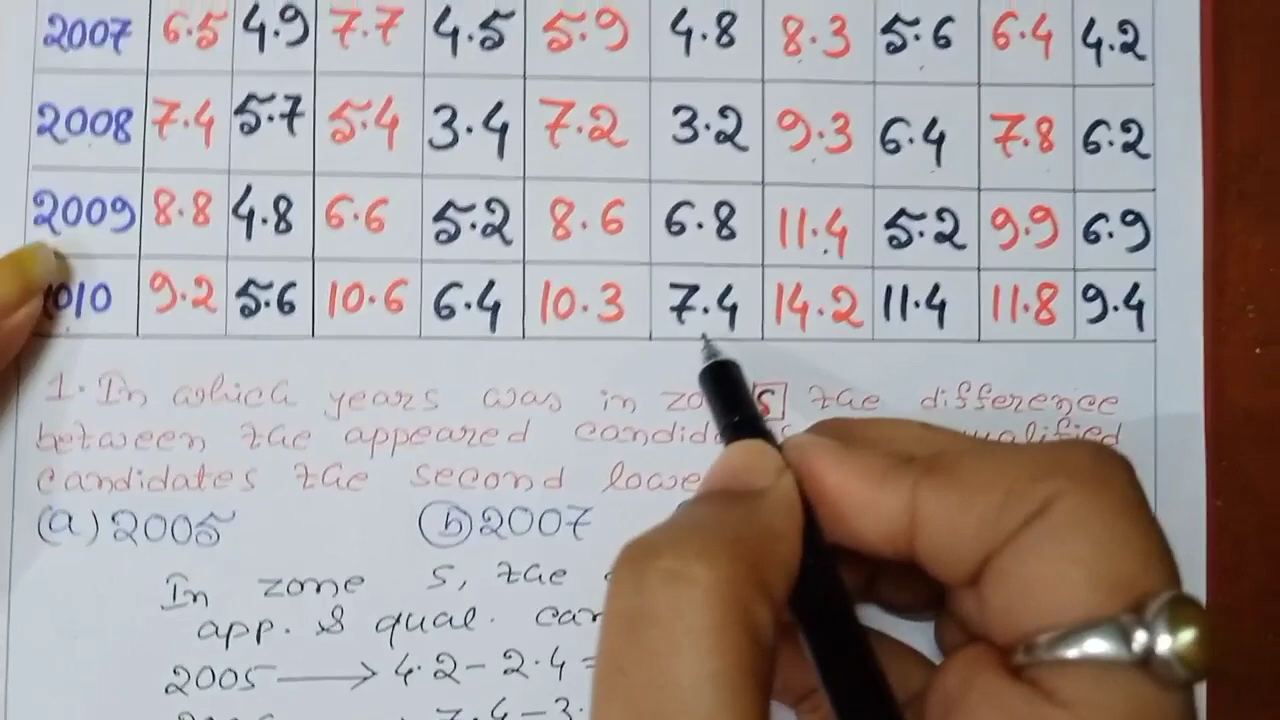 2007 6.5 4.9 7.7 4.5 5.9 4.8 8.3 5.6 6.4 4.2
2008 7.4 5.7 5.4 3.4 7.2 3.2 9.3 6.4 7.8 6.2
2009 8.8 4.8 6.6 5.2 8.6 6.8 11.4 5.2 9.9 6.9
1010 9.2 5.6 10.6 6.4 10.3 7.4 14.2 11.4 11.8 9.4
1. In which years was in S the difference
between the appeared
candidates the second
(a) 2005 (b) 2007
In zone S, the
app. & qual.
2005 → 4.2 - 2.4 =
7.4 - 3.